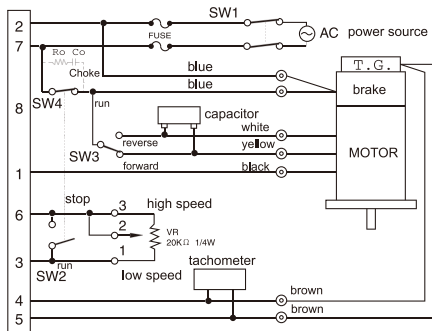 2
7
8
1
6
3
4
5
SW1
FUSE
AC power source
Ro Co
Choke
SW4
run
blue
blue
T.G.
brake
MOTOR
capacitor
SW3
reverse
forward
white
yellow
black
stop
3 high speed
2
VR
20KΩ 1/4W
1
low speed
SW2
run
tachometer
brown
brown